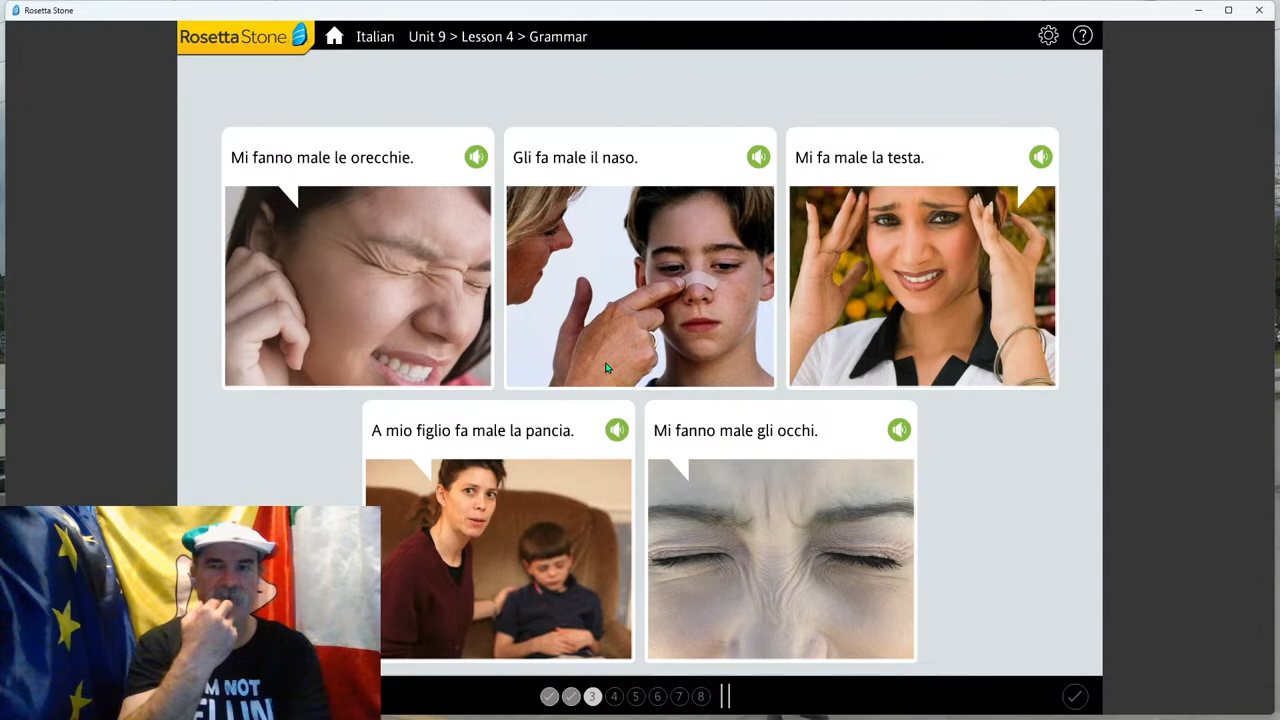 Rosetta Stone
RosettaStone
Italian Unit 9 > Lesson 4 > Grammar
?
Mi fanno male le orecchie.
Gli fa male il naso.
Mi fa male la testa.
A mio figlio fa male la pancia.
Mi fanno male gli occhi.
NOT
3 4 5 6 7 8